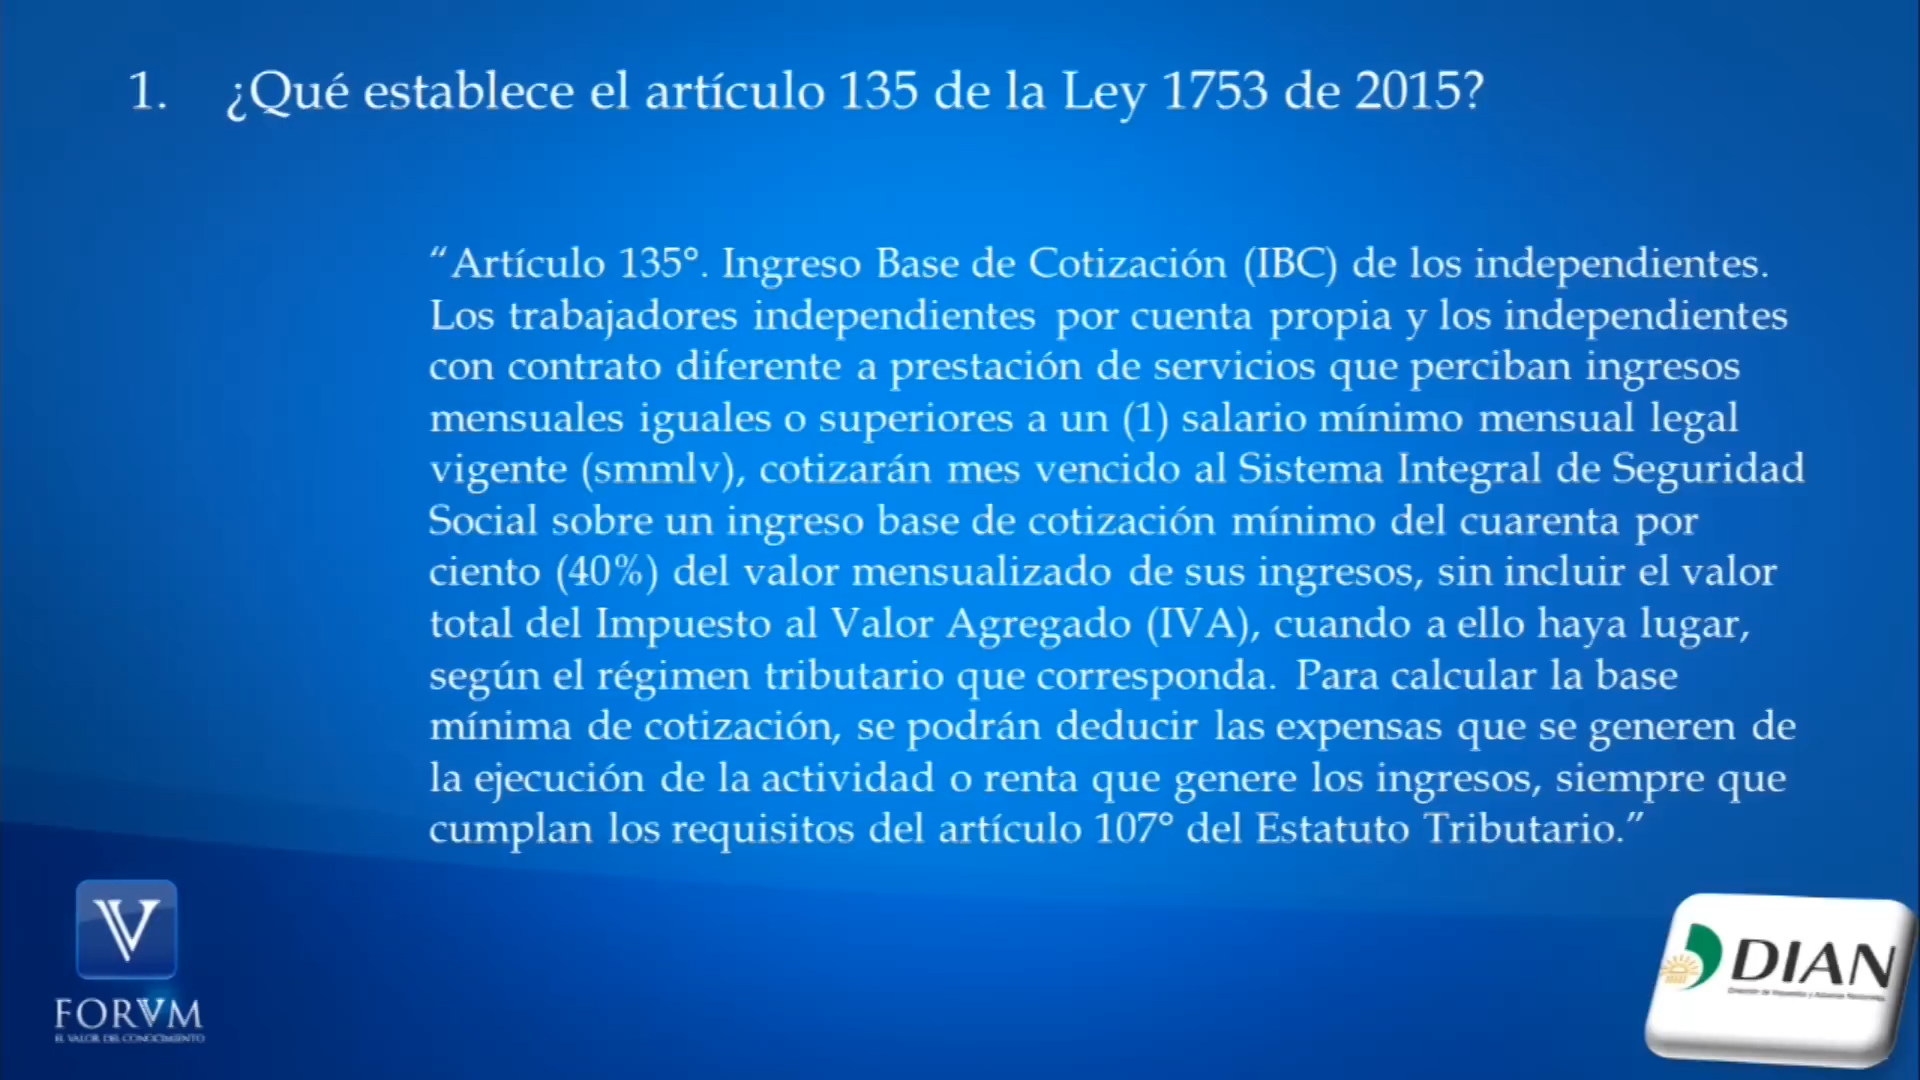 1. ¿Qué establece el artículo 135 de la Ley 1753 de 2015?
“Artículo 135°. Ingreso Base de Cotización (IBC) de los independientes.
Los trabajadores independientes por cuenta propia y los independientes
con contrato diferente a prestación de servicios que perciban ingresos
mensuales iguales o superiores a un (1) salario mínimo mensual legal
vigente (smmlv), cotizarán mes vencido al Sistema Integral de Seguridad
Social sobre un ingreso base de cotización mínimo del cuarenta por
ciento (40%) del valor mensualizado de sus ingresos, sin incluir el valor
total del Impuesto al Valor Agregado (IVA), cuando a ello haya lugar,
según el régimen tributario que corresponda. Para calcular la base
mínima de cotización, se podrán deducir las expensas que se generen de
la ejecución de la actividad o renta que genere los ingresos, siempre que
cumplan los requisitos del artículo 107° del Estatuto Tributario.”
V
FORVM
EL VALOR DEL CONOCIMIENTO
DIAN